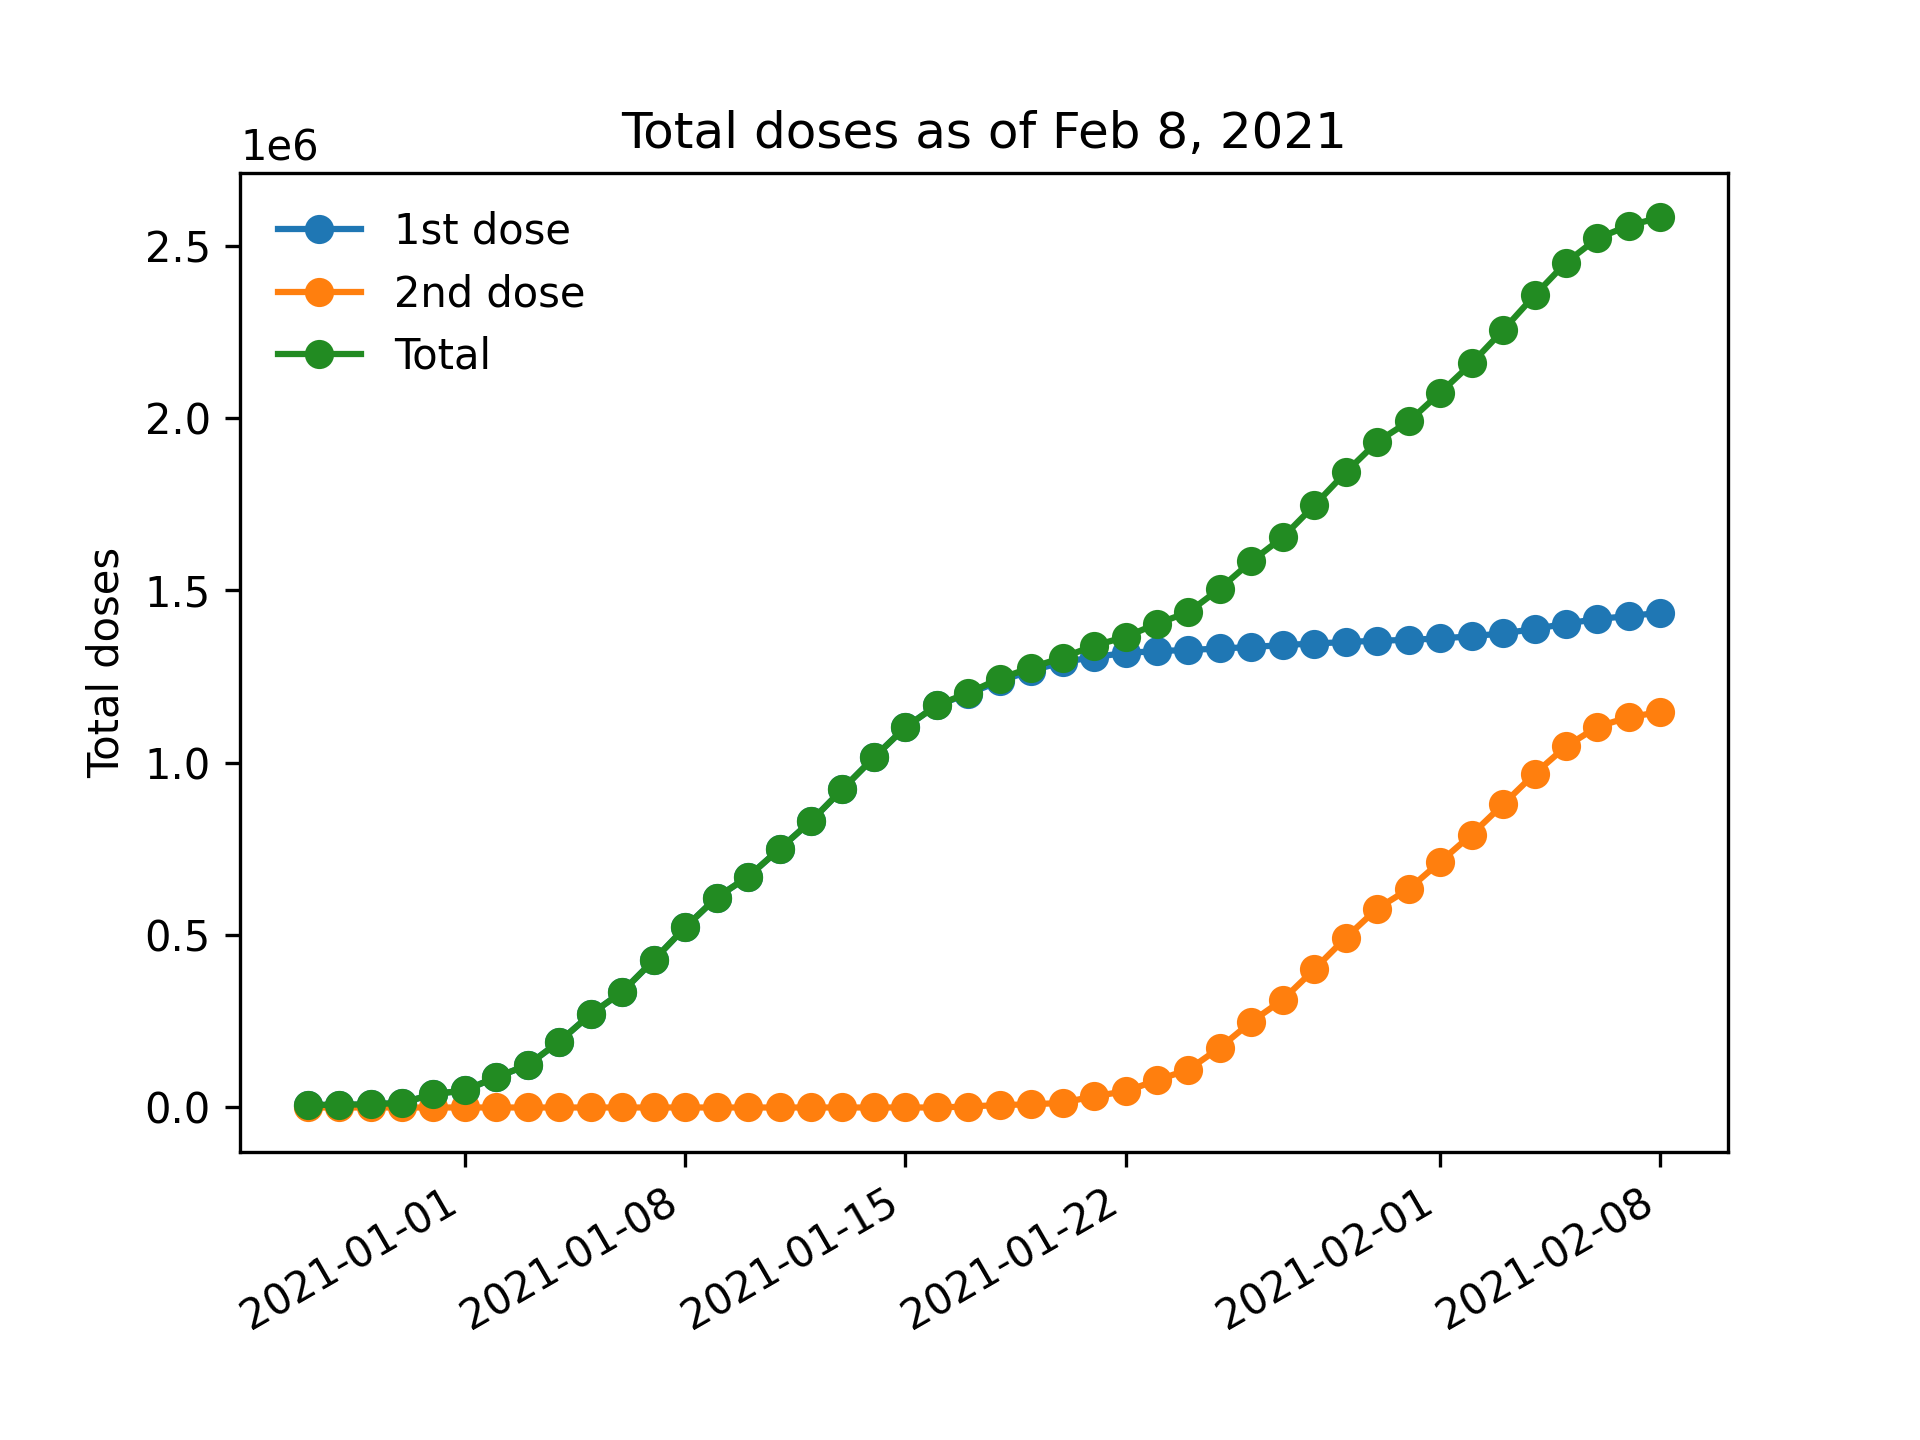 Total doses as of Feb 8, 2021
1e6
1st dose
2nd dose
Total
2.5
2.0
1.5
1.0
0.5
0.0
Total doses
2021-01-01
2021-01-08
2021-01-15
2021-01-22
2021-02-01
2021-02-08